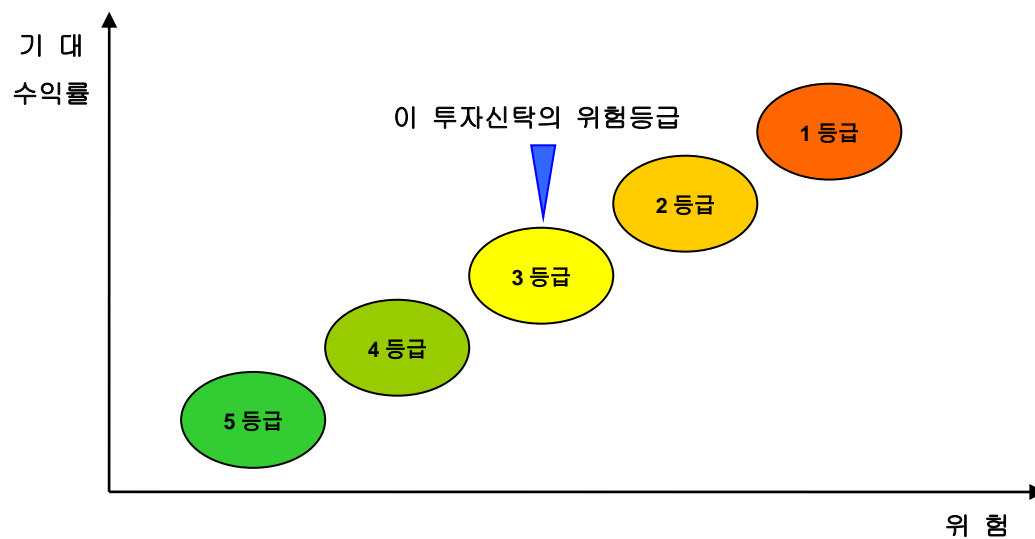 기 대
수익률
이 투자신탁의 위험등급
1 등급
2 등급
3 등급
4 등급
5 등급
위 험